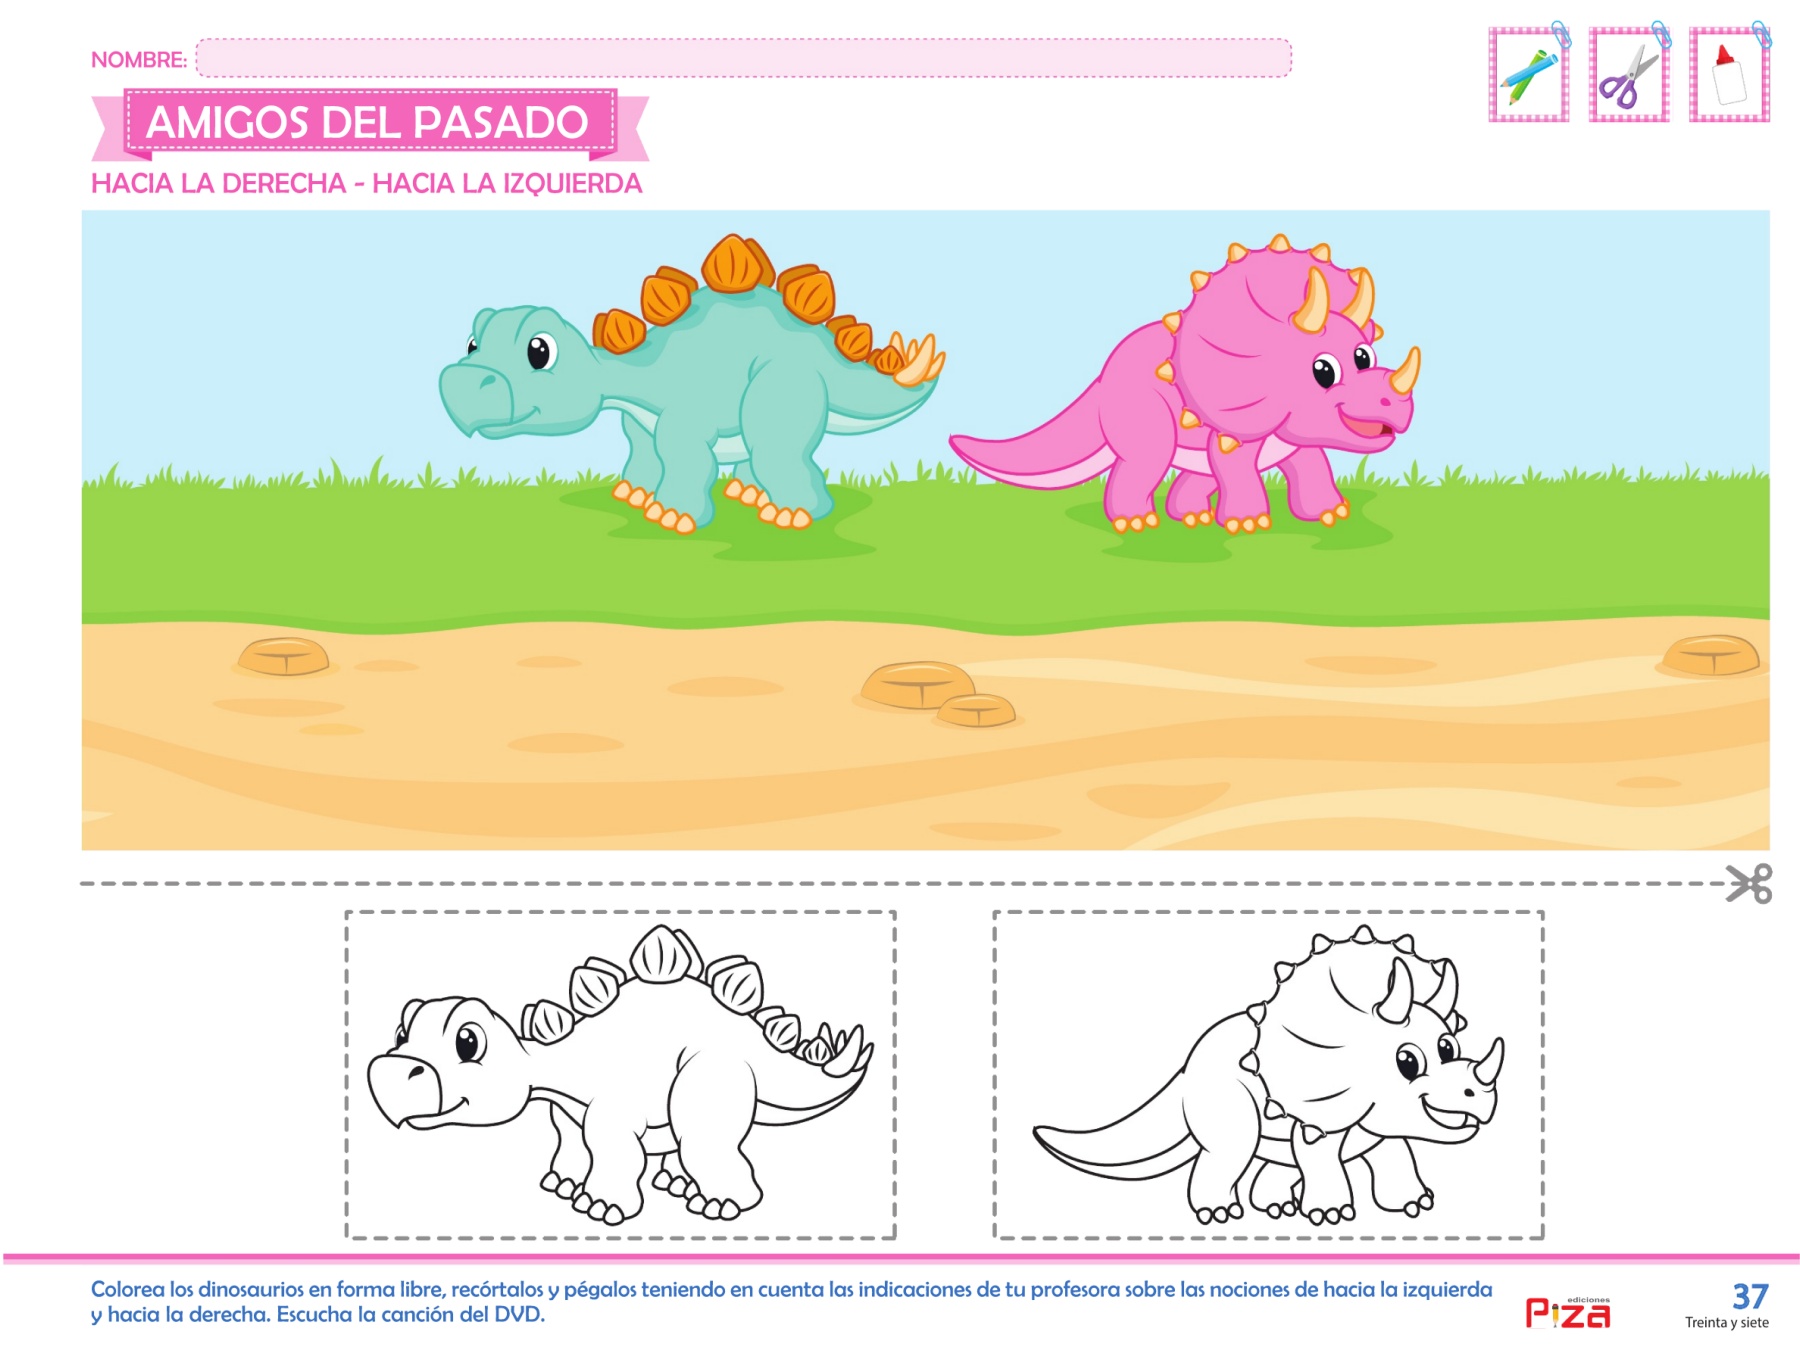 NOMBRE:
AMIGOS DEL PASADO
HACIA LA DERECHA - HACIA LA IZQUIERDA
Colorea los dinosaurios en forma libre, recórtalos y pégalos teniendo en cuenta las indicaciones de tu profesora sobre las nociones de hacia la izquierda
y hacia la derecha. Escucha la canción del DVD.
ediciones
Piza
37
Treinta y siete